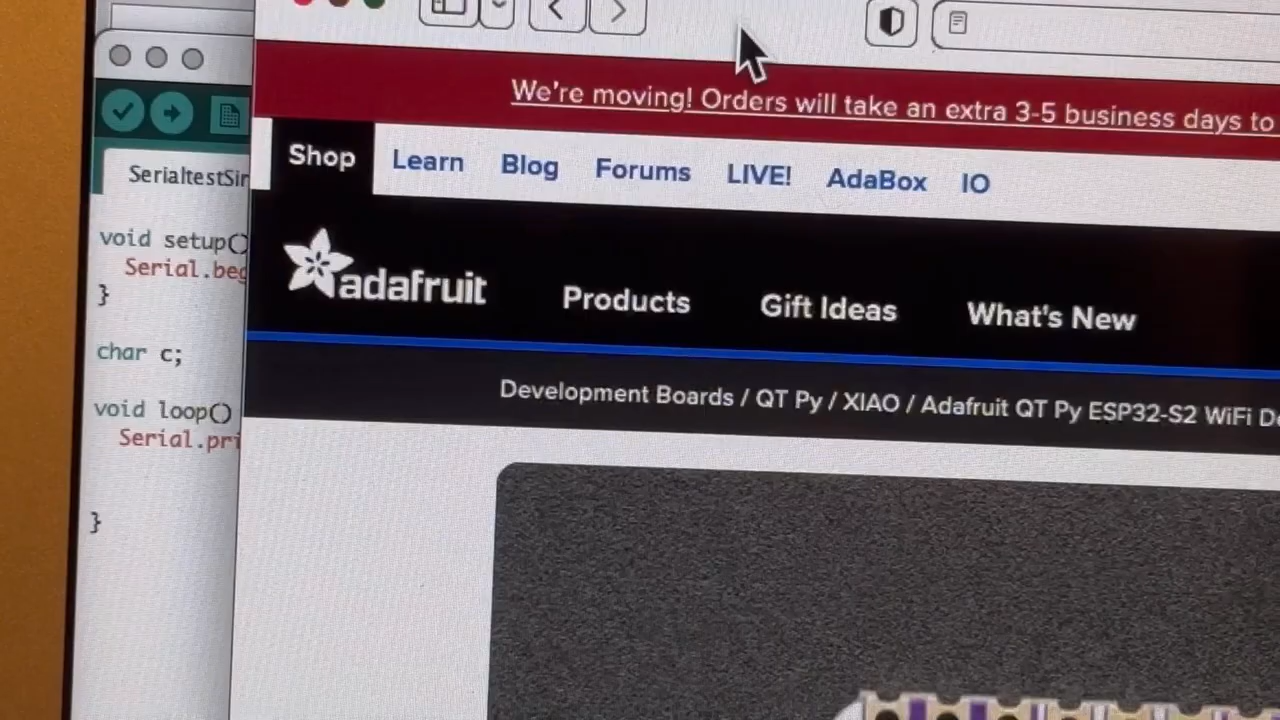 We're moving! Orders will take an extra 3-5 business days to
Shop Learn Blog Forums LIVE! AdaBox IO
adafruit Products Gift Ideas What's New
Development Boards / QT Py / XIAO / Adafruit QT Py ESP32-S2 WiFi
SerialtestSi
void setup()
Serial.beg
}
char c;
void loop()
Serial.pri
}